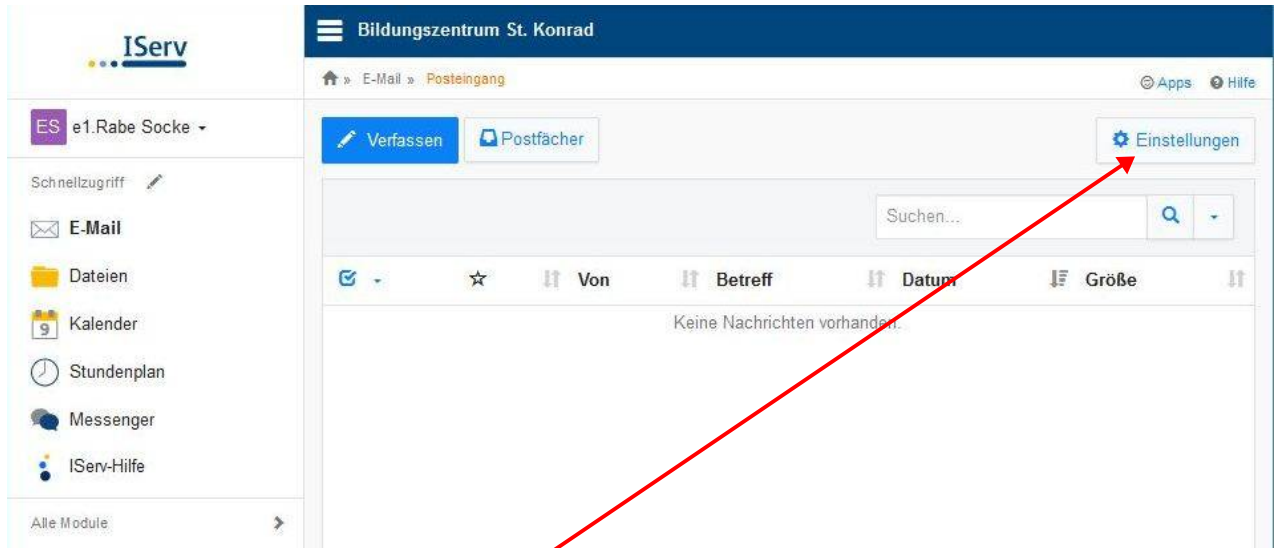 IServ
Bildungszentrum St. Konrad
» E-Mail » Posteingang
Apps Hilfe
ES e1.Rabe Socke
Verfassen Postfächer Einstellungen
Schnellzugriff
Suchen...
E-Mail
Dateien
Von Betreff Datum Größe
Keine Nachrichten vorhanden.
9 Kalender
Stundenplan
Messenger
IServ-Hilfe
Alle Module